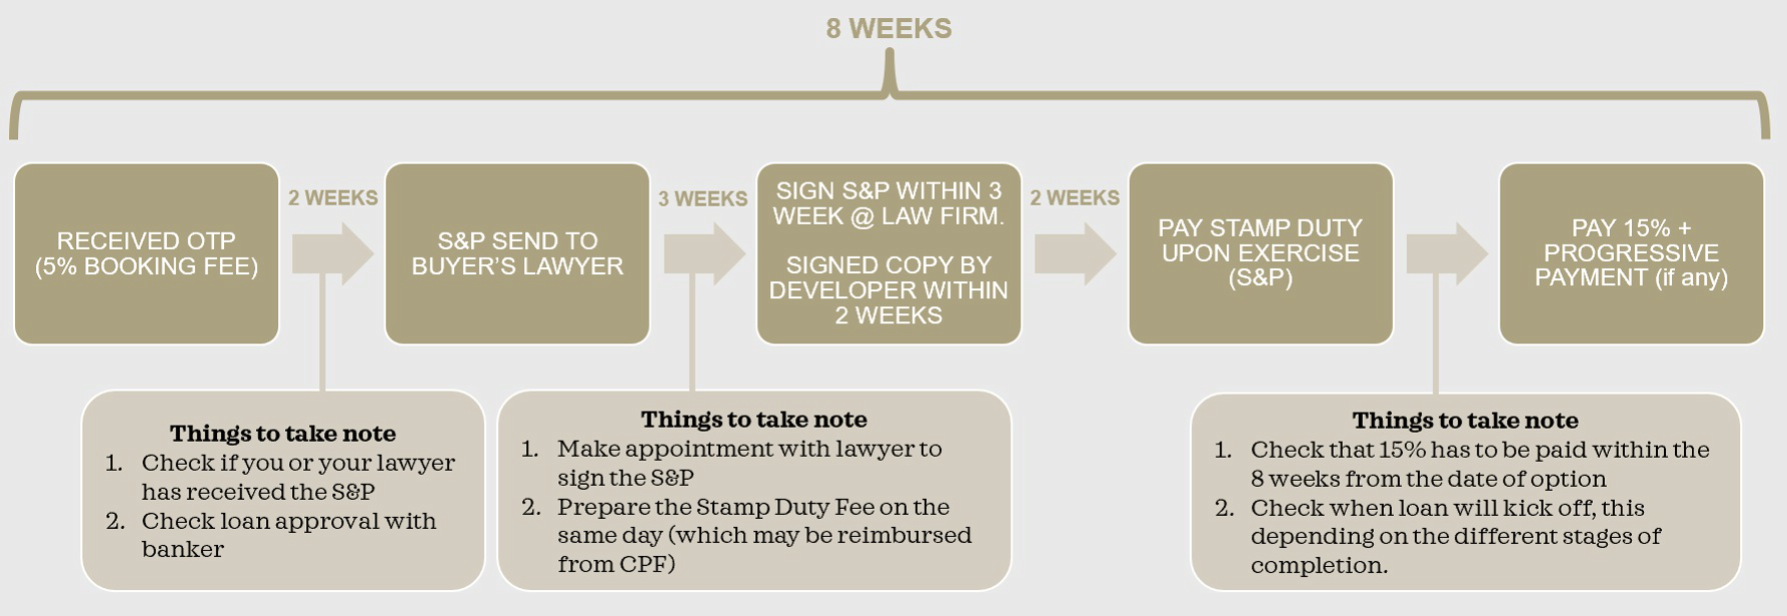 8 WEEKS
RECEIVED OTP
(5% BOOKING FEE)
2 WEEKS
S&P SEND TO
BUYER'S LAWYER
3 WEEKS
SIGN S&P WITHIN 3
WEEK @ LAW FIRM.
SIGNED COPY BY
DEVELOPER WITHIN
2 WEEKS
2 WEEKS
PAY STAMP DUTY
UPON EXERCISE
(S&P)
PAY 15% +
PROGRESSIVE
PAYMENT (if any)
Things to take note
1. Check if you or your lawyer
has received the S&P
2. Check loan approval with
banker
Things to take note
1. Make appointment with lawyer to
sign the S&P
2. Prepare the Stamp Duty Fee on the
same day (which may be reimbursed
from CPF)
Things to take note
1. Check that 15% has to be paid within the
8 weeks from the date of option
2. Check when loan will kick off, this
depending on the different stages of
completion.